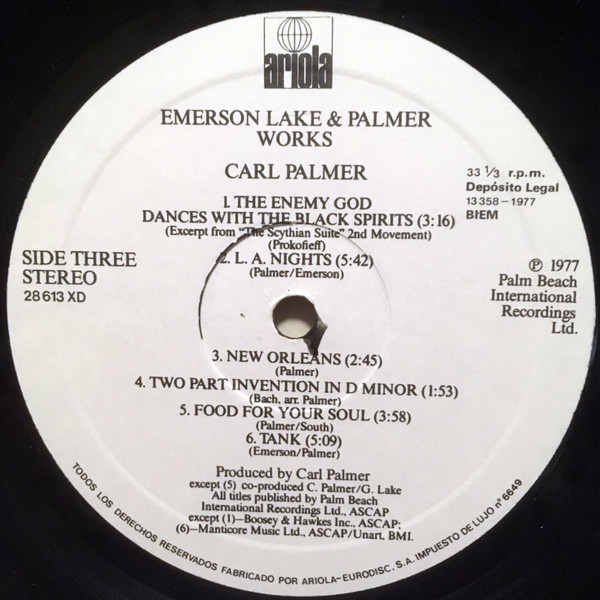 ariola
EMERSON LAKE & PALMER
WORKS
CARL PALMER
33 1/3 r.p.m.
Depósito Legal
13 358 – 1977
BIEM
1. THE ENEMY GOD
DANCES WITH THE BLACK SPIRITS (3:16)
(Excerpt from "The Scythian Suite" 2nd Movement)
(Prokofieff)
2. L. A. NIGHTS (5:42)
(Palmer/Emerson)
SIDE THREE
STEREO
28 613 XD
℗ 1977
Palm Beach
International
Recordings
Ltd.
3. NEW ORLEANS (2:45)
(Palmer)
4. TWO PART INVENTION IN D MINOR (1:53)
(Bach, arr. Palmer)
5. FOOD FOR YOUR SOUL (3:58)
(Palmer/South)
6. TANK (5:09)
(Emerson/Palmer)
Produced by Carl Palmer
except (5) co-produced C. Palmer/G. Lake
All titles published by Palm Beach
International Recordings Ltd., ASCAP
except (1)—Boosey & Hawkes Inc., ASCAP;
(6)—Manticore Music Ltd., ASCAP/Unart, BMI.
TODOS LOS DERECHOS RESERVADOS FABRICADO POR ARIOLA-EURODISC, S.A. IMPUESTO DE LUJO nº 6649